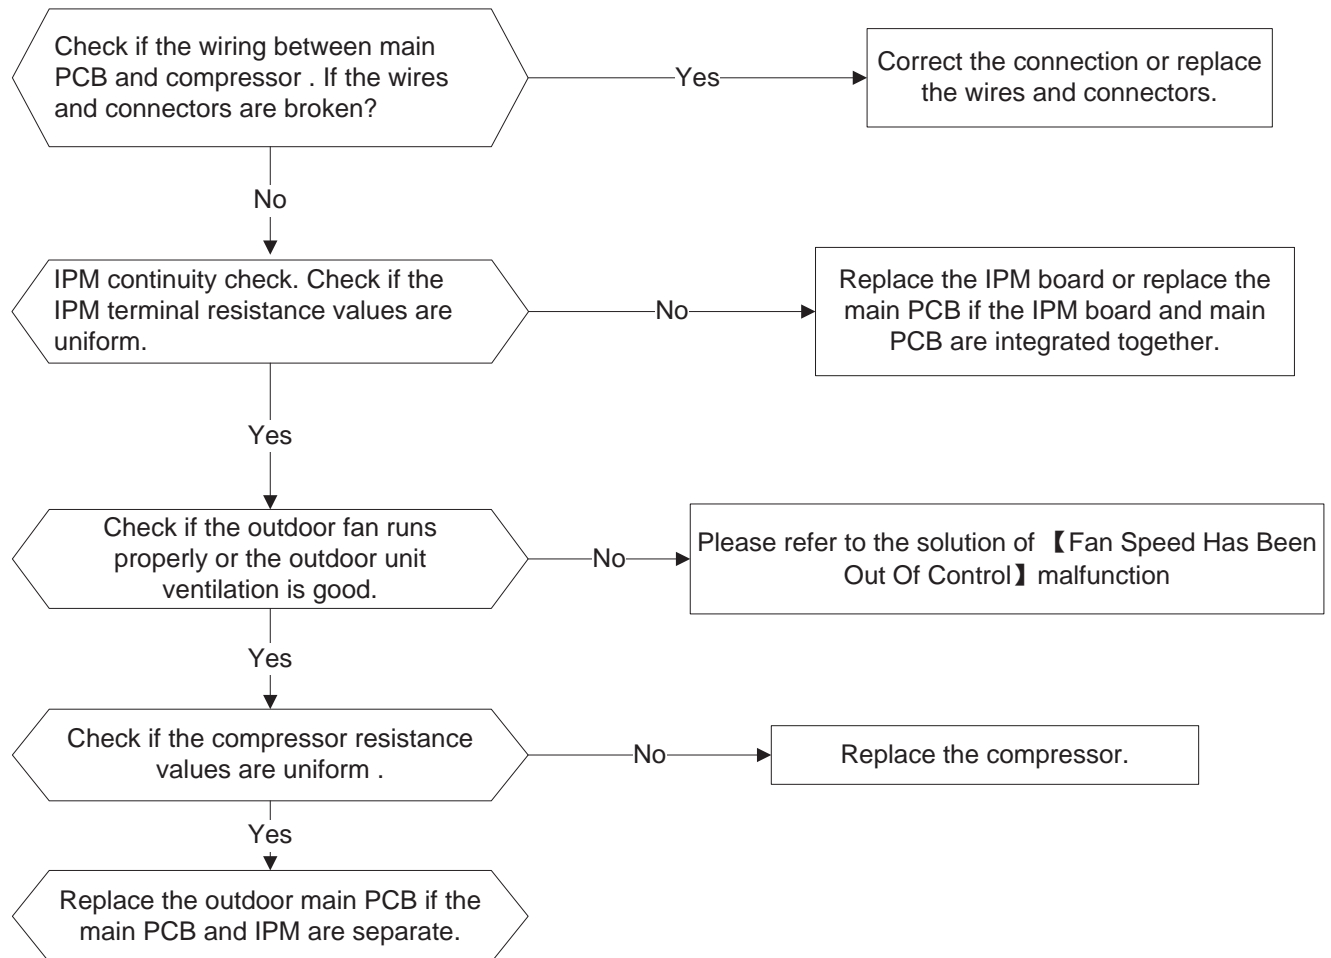 Check if the wiring between main
PCB and compressor . If the wires
and connectors are broken?
Yes
Correct the connection or replace
the wires and connectors.
No
IPM continuity check. Check if the
IPM terminal resistance values are
uniform.
No
Replace the IPM board or replace the
main PCB if the IPM board and main
PCB are integrated together.
Yes
Check if the outdoor fan runs
properly or the outdoor unit
ventilation is good.
No
Please refer to the solution of 【Fan Speed Has Been
Out Of Control】malfunction
Yes
Check if the compressor resistance
values are uniform .
No
Replace the compressor.
Yes
Replace the outdoor main PCB if the
main PCB and IPM are separate.